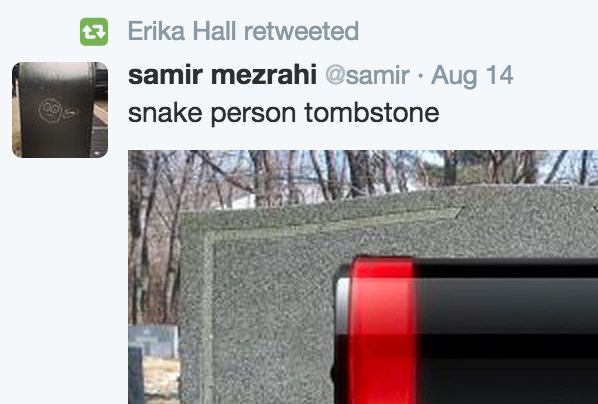 Erika Hall retweeted
samir mezrahi @samir · Aug 14
snake person tombstone